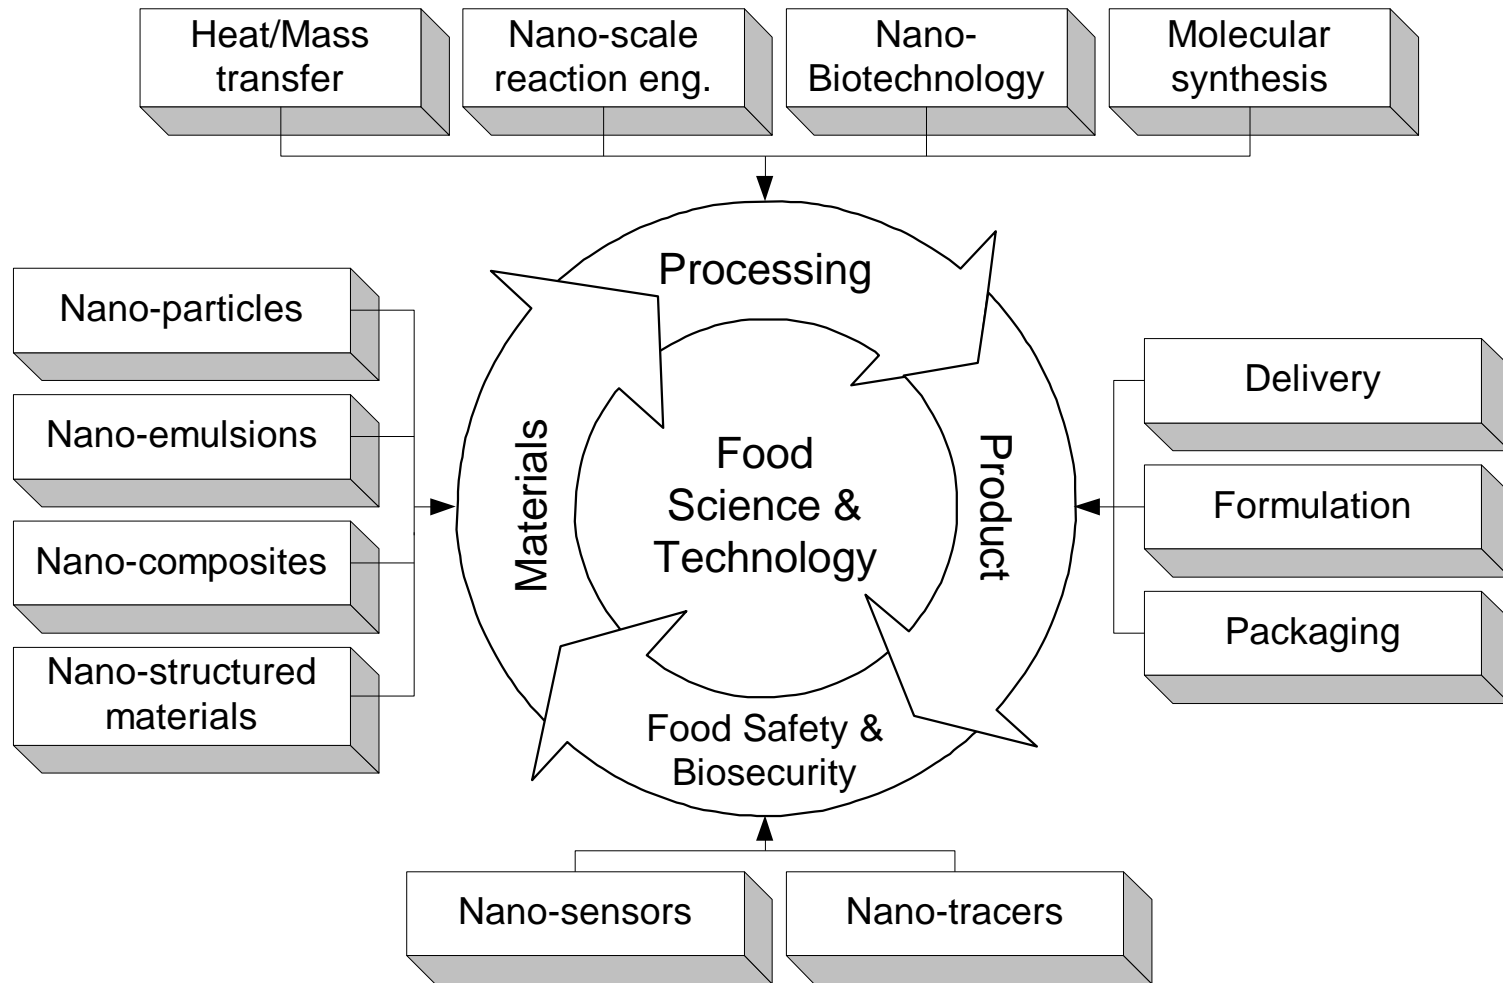 Heat/Mass
transfer
Nano-scale
reaction eng.
Nano-
Biotechnology
Molecular
synthesis
Processing
Nano-particles
Nano-emulsions
Nano-composites
Nano-structured
materials
Materials
Food
Science &
Technology
Product
Delivery
Formulation
Packaging
Food Safety &
Biosecurity
Nano-sensors
Nano-tracers